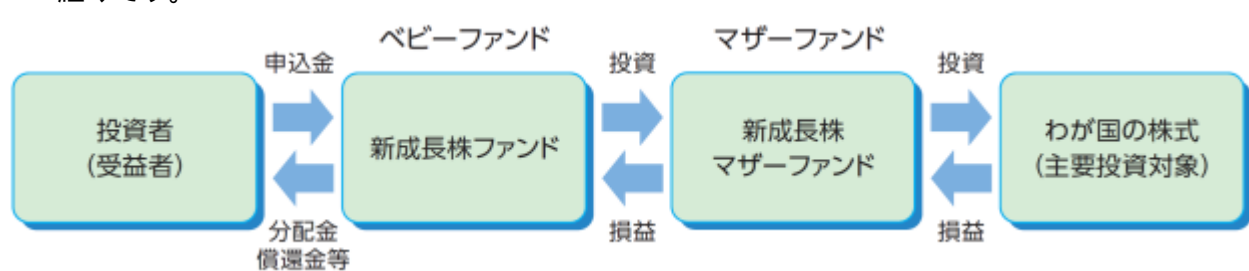 ベビーファンド
マザーファンド
申込金
投資
投資
投資者
(受益者)
新成長株ファンド
新成長株
マザーファンド
わが国の株式
(主要投資対象)
分配金
償還金等
損益
損益